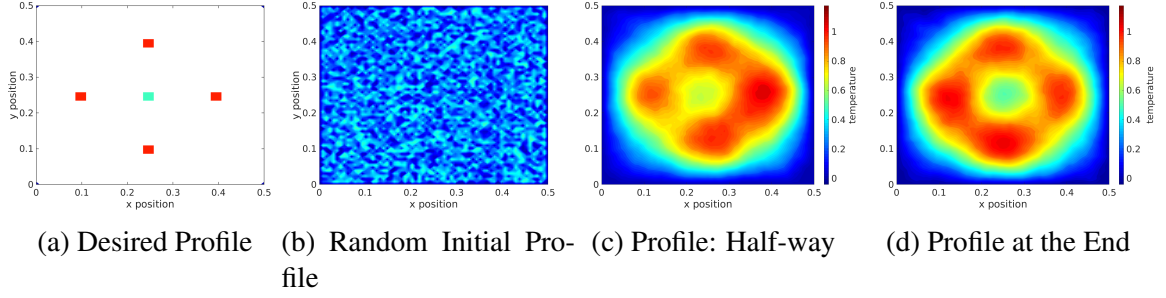 0.5
0.4
0.3
0.2
0.1
0
y position
0 0.1 0.2 0.3 0.4 0.5
x position
(a) Desired Profile
0.5
0.4
0.3
0.2
0.1
0
y position
0 0.1 0.2 0.3 0.4 0.5
x position
(b) Random Initial Pro-
file
0.5
0.4
0.3
0.2
0.1
0
0 0.1 0.2 0.3 0.4 0.5
x position
1
0.8
0.6
0.4
0.2
0
temperature
(c) Profile: Half-way
0.5
0.4
0.3
0.2
0.1
0
0 0.1 0.2 0.3 0.4 0.5
x position
1
0.8
0.6
0.4
0.2
0
temperature
(d) Profile at the End